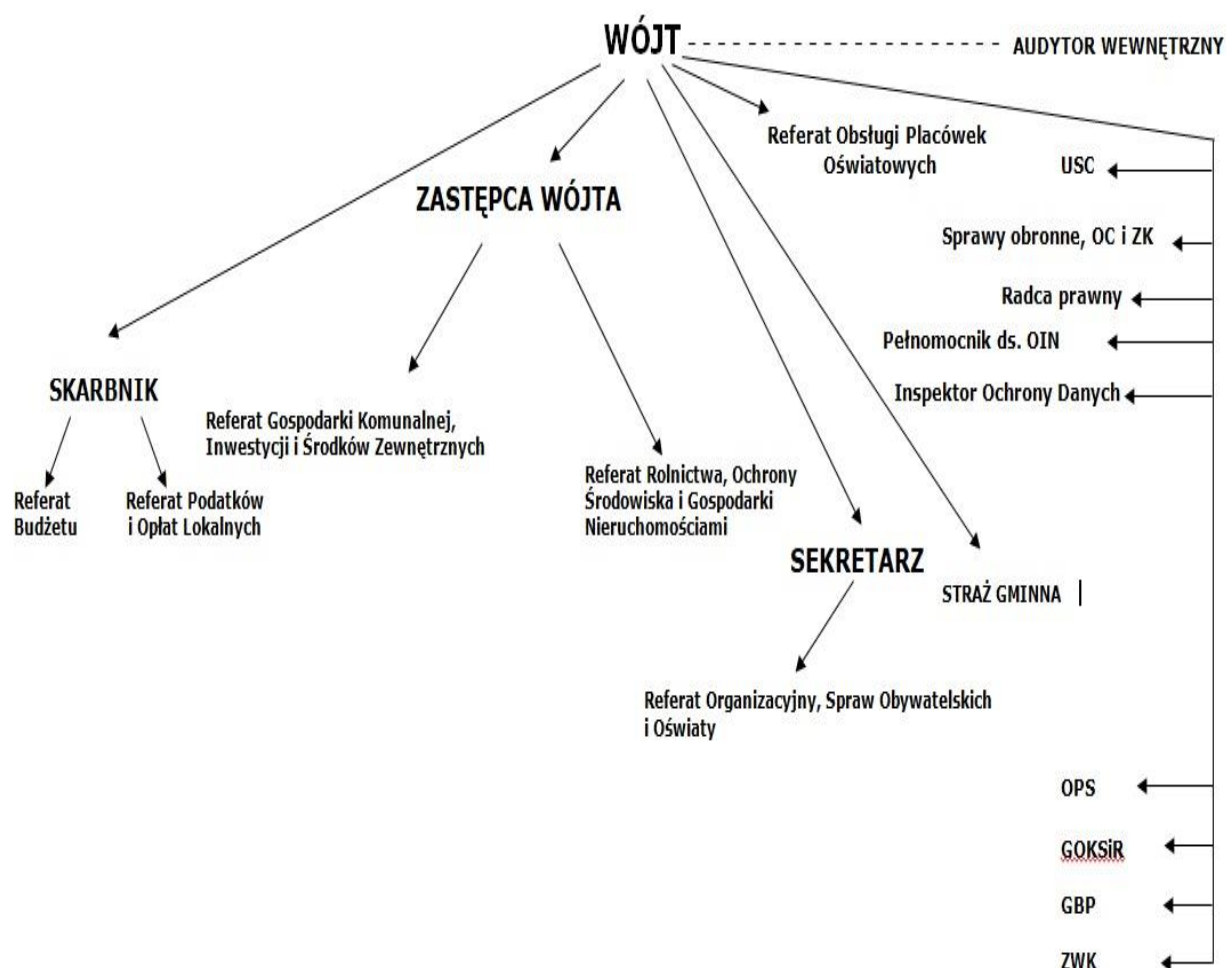 WÓJT
AUDYTOR WEWNĘTRZNY
Referat Obsługi Placówek
Oświatowych
USC
ZASTĘPCA WÓJTA
Sprawy obronne, OC i ZK
Radca prawny
Pełnomocnik ds. OIN
SKARBNIK
Inspektor Ochrony Danych
Referat Gospodarki Komunalnej,
Inwestycji i Środków Zewnętrznych
Referat Rolnictwa, Ochrony
Środowiska i Gospodarki
Nieruchomościami
Referat
Budżetu
Referat Podatków
i Opłat Lokalnych
SEKRETARZ
STRAŻ GMINNA
Referat Organizacyjny, Spraw Obywatelskich
i Oświaty
OPS
GOKSiR
GBP
ZWK